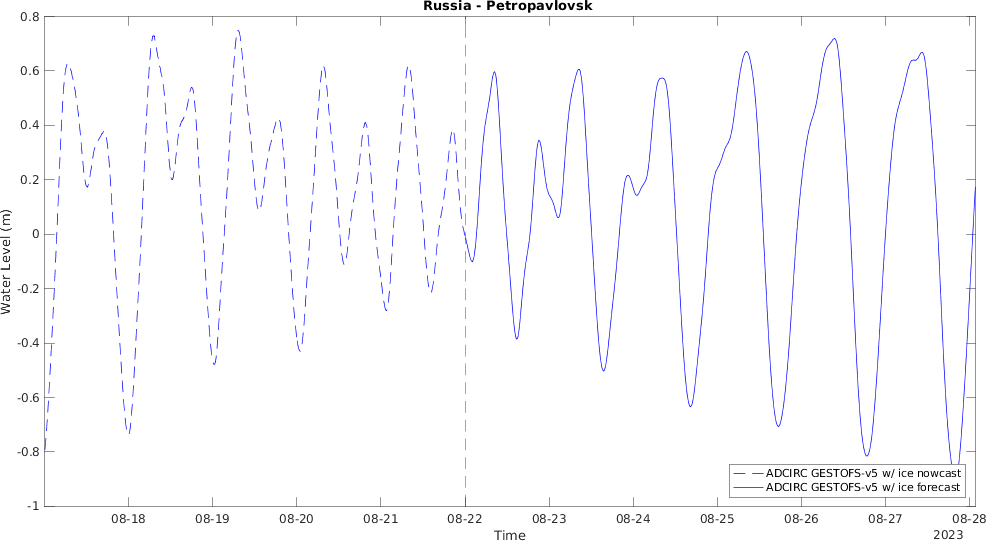 Russia - Petropavlovsk
0.8
0.6
0.4
0.2
0
-0.2
-0.4
-0.6
-0.8
-1
Water Level (m)
ADCIRC GESTOFS-v5 w/ ice nowcast
ADCIRC GESTOFS-v5 w/ ice forecast
08-18 08-19 08-20 08-21 08-22 08-23 08-24 08-25 08-26 08-27 08-28
Time
2023